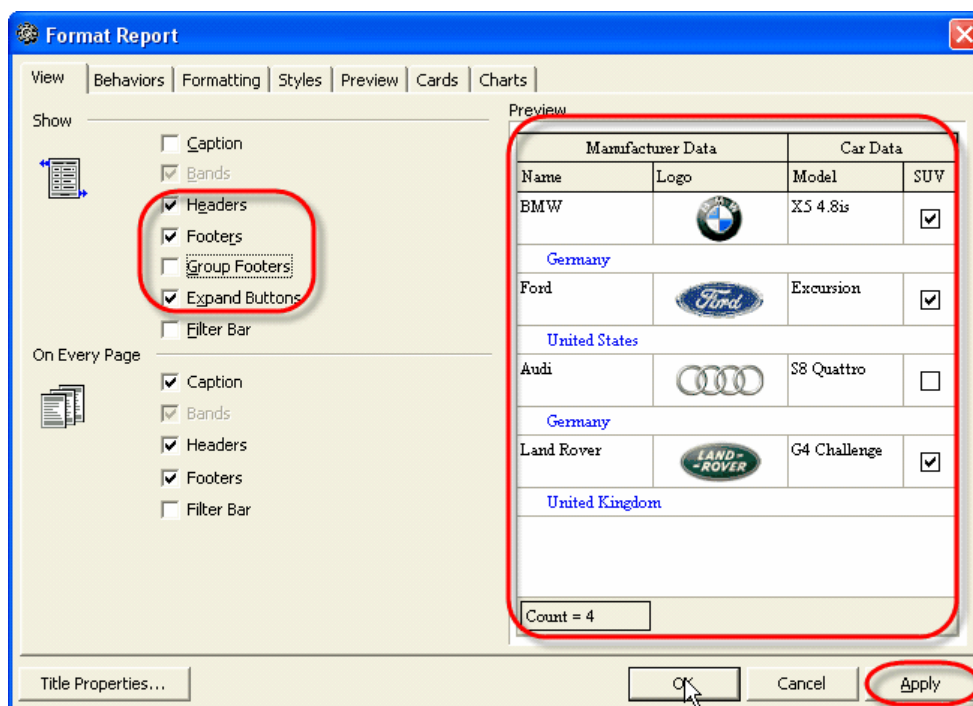 Format Report
View Behaviors Formatting Styles Preview Cards Charts
Show
Caption
Bands
Headers
Footers
Group Footers
Expand Buttons
Filter Bar
On Every Page
Caption
Bands
Headers
Footers
Filter Bar
Preview
Manufacturer Data Car Data
Name Logo Model SUV
BMW X5 4.8is
Germany
Ford Ford Excursion
United States
Audi S8 Quattro
Germany
Land Rover LAND-
-ROVER G4 Challenge
United Kingdom
Count = 4
Title Properties... OK Cancel Apply